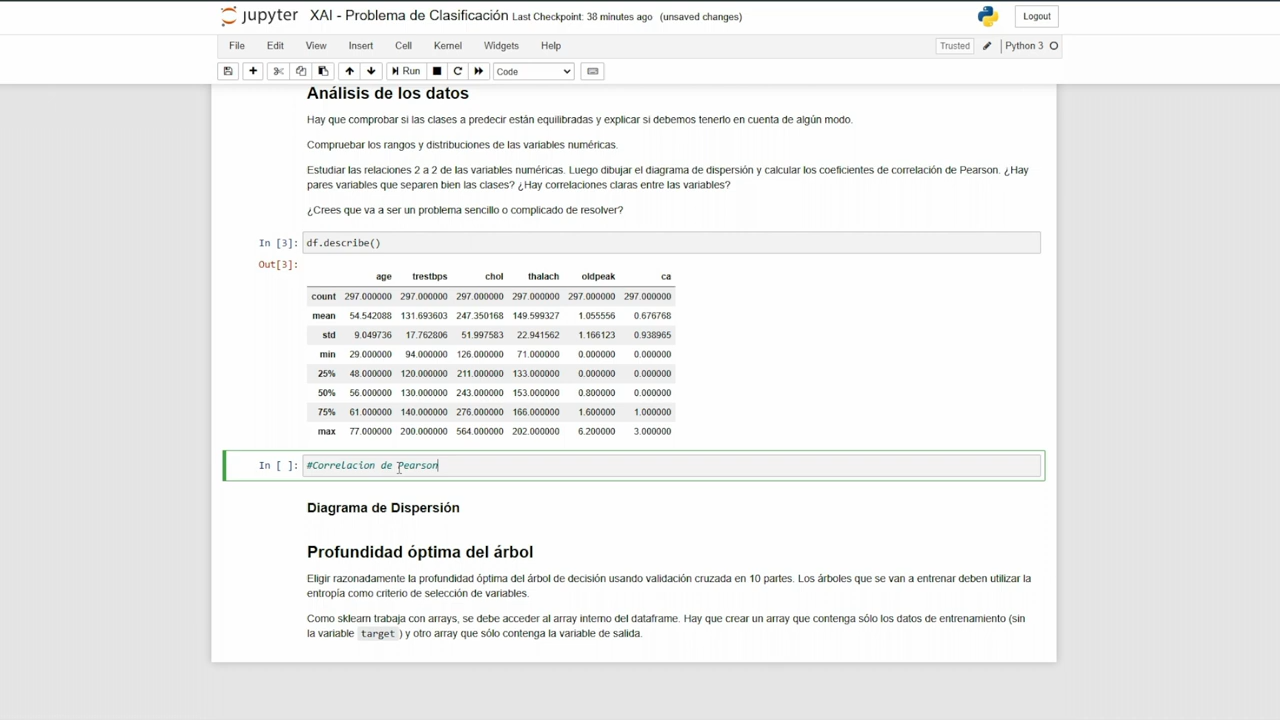 jupyter XAI - Problema de Clasificación Last Checkpoint: 38 minutes ago (unsaved changes) Logout
File Edit View Insert Cell Kernel Widgets Help Trusted Python 3
Run Code
Análisis de los datos
Hay que comprobar si las clases a predecir están equilibradas y explicar si debemos tenerlo en cuenta de algún modo.
Compruebar los rangos y distribuciones de las variables numéricas.
Estudiar las relaciones 2 a 2 de las variables numéricas. Luego dibujar el diagrama de dispersión y calcular los coeficientes de correlación de Pearson. ¿Hay
pares variables que separen bien las clases? ¿Hay correlaciones claras entre las variables?
¿Crees que va a ser un problema sencillo o complicado de resolver?
In [3]: df.describe()
Out[3]:
age trestbps chol thalach oldpeak ca
count 297.000000 297.000000 297.000000 297.000000 297.000000 297.000000
mean 54.542088 131.693603 247.350168 149.599327 1.055556 0.676768
std 9.049736 17.762806 51.997583 22.941562 1.166123 0.938965
min 29.000000 94.000000 126.000000 71.000000 0.000000 0.000000
25% 48.000000 120.000000 211.000000 133.000000 0.000000 0.000000
50% 56.000000 130.000000 243.000000 153.000000 0.800000 0.000000
75% 61.000000 140.000000 276.000000 166.000000 1.600000 1.000000
max 77.000000 200.000000 564.000000 202.000000 6.200000 3.000000
In [ ]: #Correlacion de Pearson
Diagrama de Dispersión
Profundidad óptima del árbol
Eligir razonadamente la profundidad óptima del árbol de decisión usando validación cruzada en 10 partes. Los árboles que se van a entrenar deben utilizar la
entropía como criterio de selección de variables.
Como sklearn trabaja con arrays, se debe acceder al array interno del dataframe. Hay que crear un array que contenga sólo los datos de entrenamiento (sin
la variable target ) y otro array que sólo contenga la variable de salida.